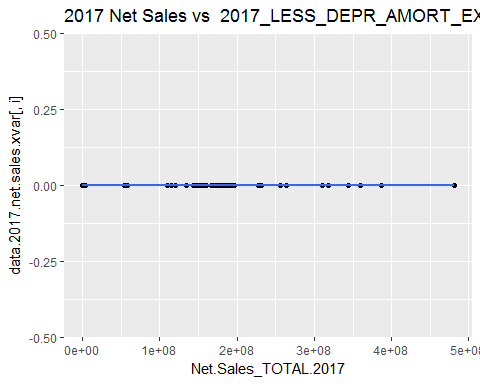 2017 Net Sales vs  2017_LESS_DEPR_AMORT_EX
0.50
0.25
0.00
-0.25
-0.50
data.2017.net.sales.xvar[, i]
0e+00 1e+08 2e+08 3e+08 4e+08 5e+08
Net.Sales_TOTAL.2017